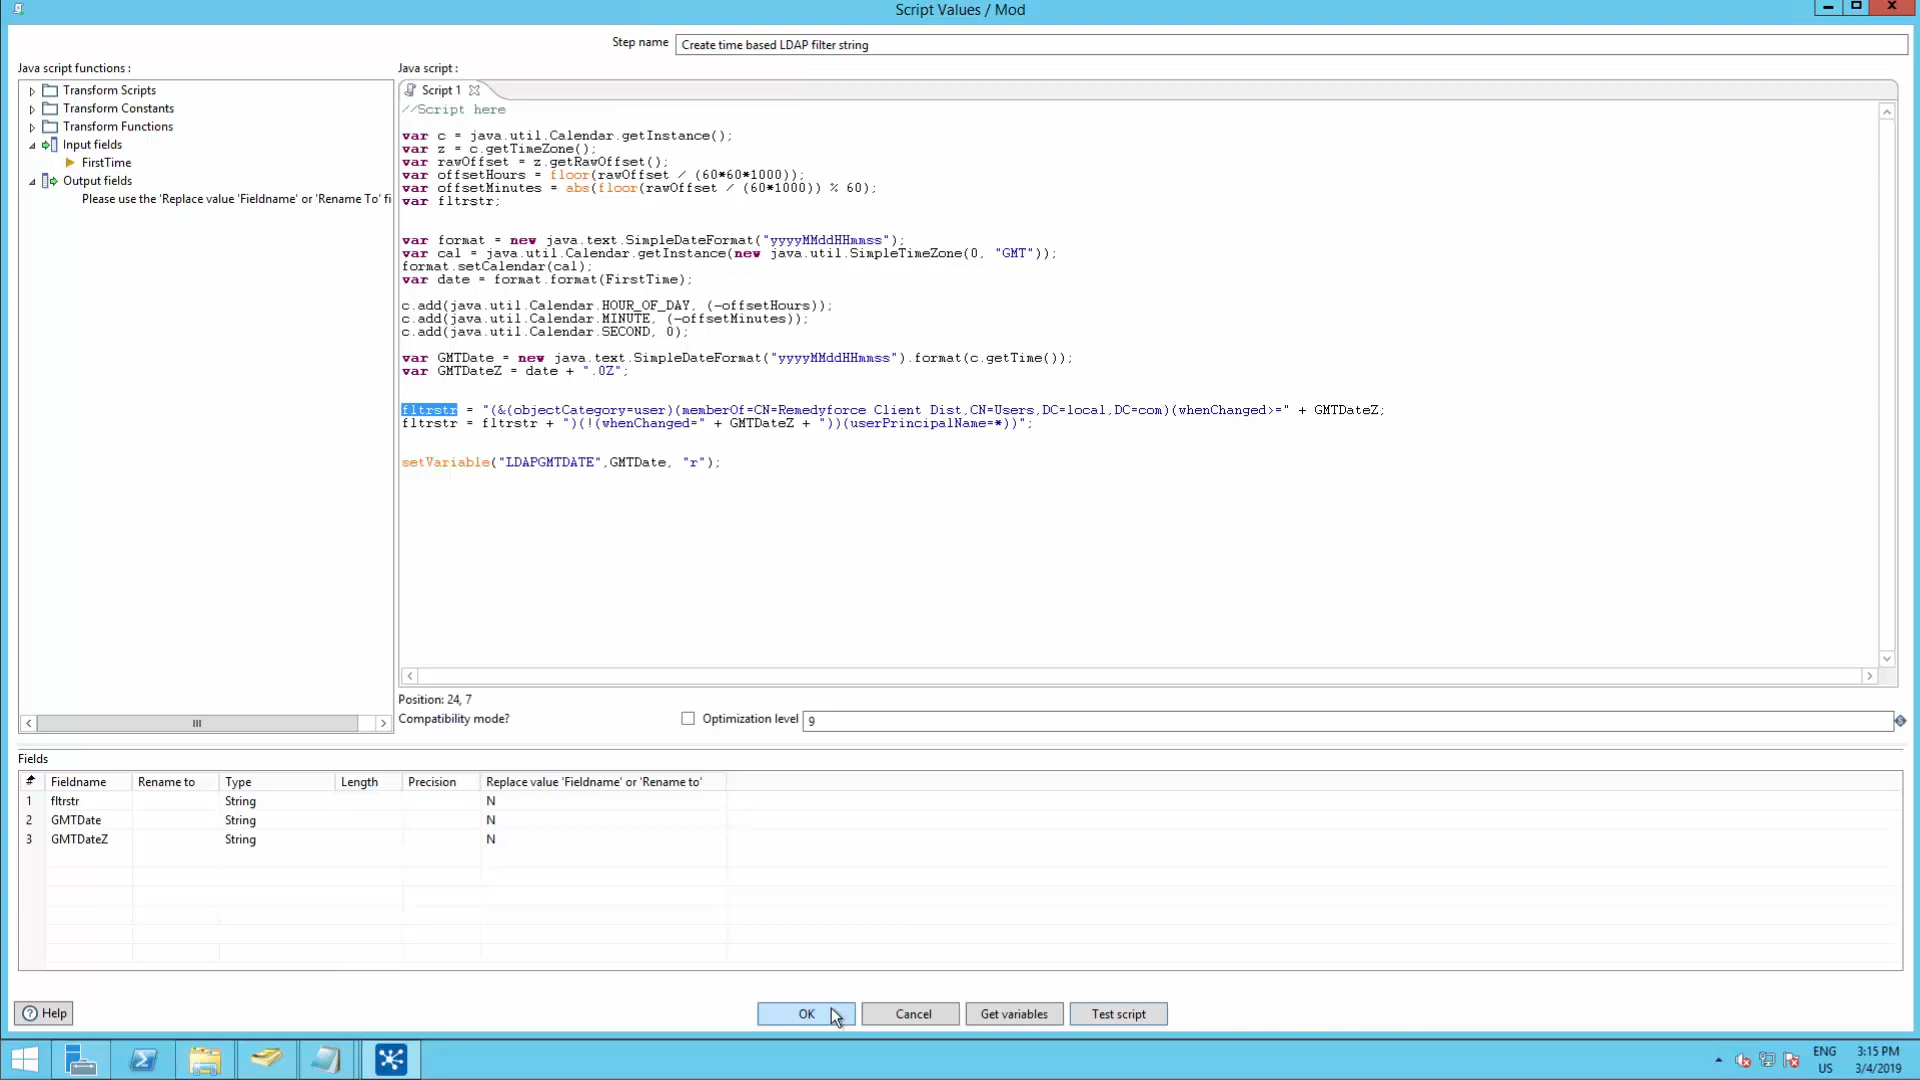 Script Values / Mod
Step name
Create time based LDAP filter string
Java script functions :
Java script :
Transform Scripts
Transform Constants
Transform Functions
Input fields
FirstTime
Output fields
Please use the 'Replace value 'Fieldname' or 'Rename To' fi
Script 1
//Script here
var c = java.util.Calendar.getInstance();
var z = c.getTimeZone();
var rawOffset = z.getRawOffset();
var offsetHours = floor(rawOffset / (60*60*1000));
var offsetMinutes = abs(floor(rawOffset / (60*1000)) % 60);
var fltrstr;
var format = new java.text.SimpleDateFormat("yyyyMMddHHmmss");
var cal = java.util.Calendar.getInstance(new java.util.SimpleTimeZone(0, "GMT"));
format.setCalendar(cal);
var date = format.format(FirstTime);
c.add(java.util.Calendar.HOUR_OF_DAY, (-offsetHours));
c.add(java.util.Calendar.MINUTE, (-offsetMinutes));
c.add(java.util.Calendar.SECOND, 0);
var GMTDate = new java.text.SimpleDateFormat("yyyyMMddHHmmss").format(c.getTime());
var GMTDateZ = date + ".0Z";
fltrstr = "(&(objectCategory=user)(memberOf=CN=Remedyforce Client Dist,CN=Users,DC=local,DC=com)(whenChanged>=" + GMTDateZ;
fltrstr = fltrstr + ")(!(whenChanged=" + GMTDateZ + "))(userPrincipalName=*))";
setVariable("LDAPGMTDATE",GMTDate, "r");
Position: 24, 7
Compatibility mode?
Optimization level
9
Fields
# Fieldname Rename to Type Length Precision Replace value 'Fieldname' or 'Rename to'
1 fltrstr String N
2 GMTDate String N
3 GMTDateZ String N
Help
OK
Cancel
Get variables
Test script
ENG
US
3:15 PM
3/4/2019